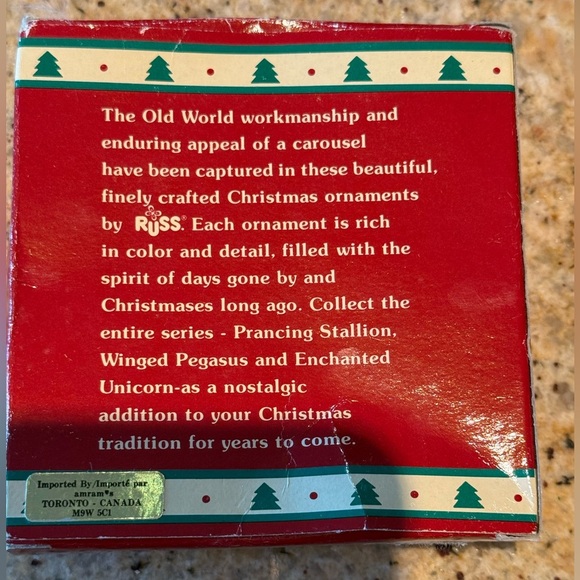 The Old World workmanship and
enduring appeal of a carousel
have been captured in these beautiful,
finely crafted Christmas ornaments
by RUSS®. Each ornament is rich
in color and detail, filled with the
spirit of days gone by and
Christmases long ago. Collect the
entire series - Prancing Stallion,
Winged Pegasus and Enchanted
Unicorn-as a nostalgic
addition to your Christmas
tradition for years to come.
Imported By/Importé par
amram's
TORONTO - CANADA
M9W 5C1